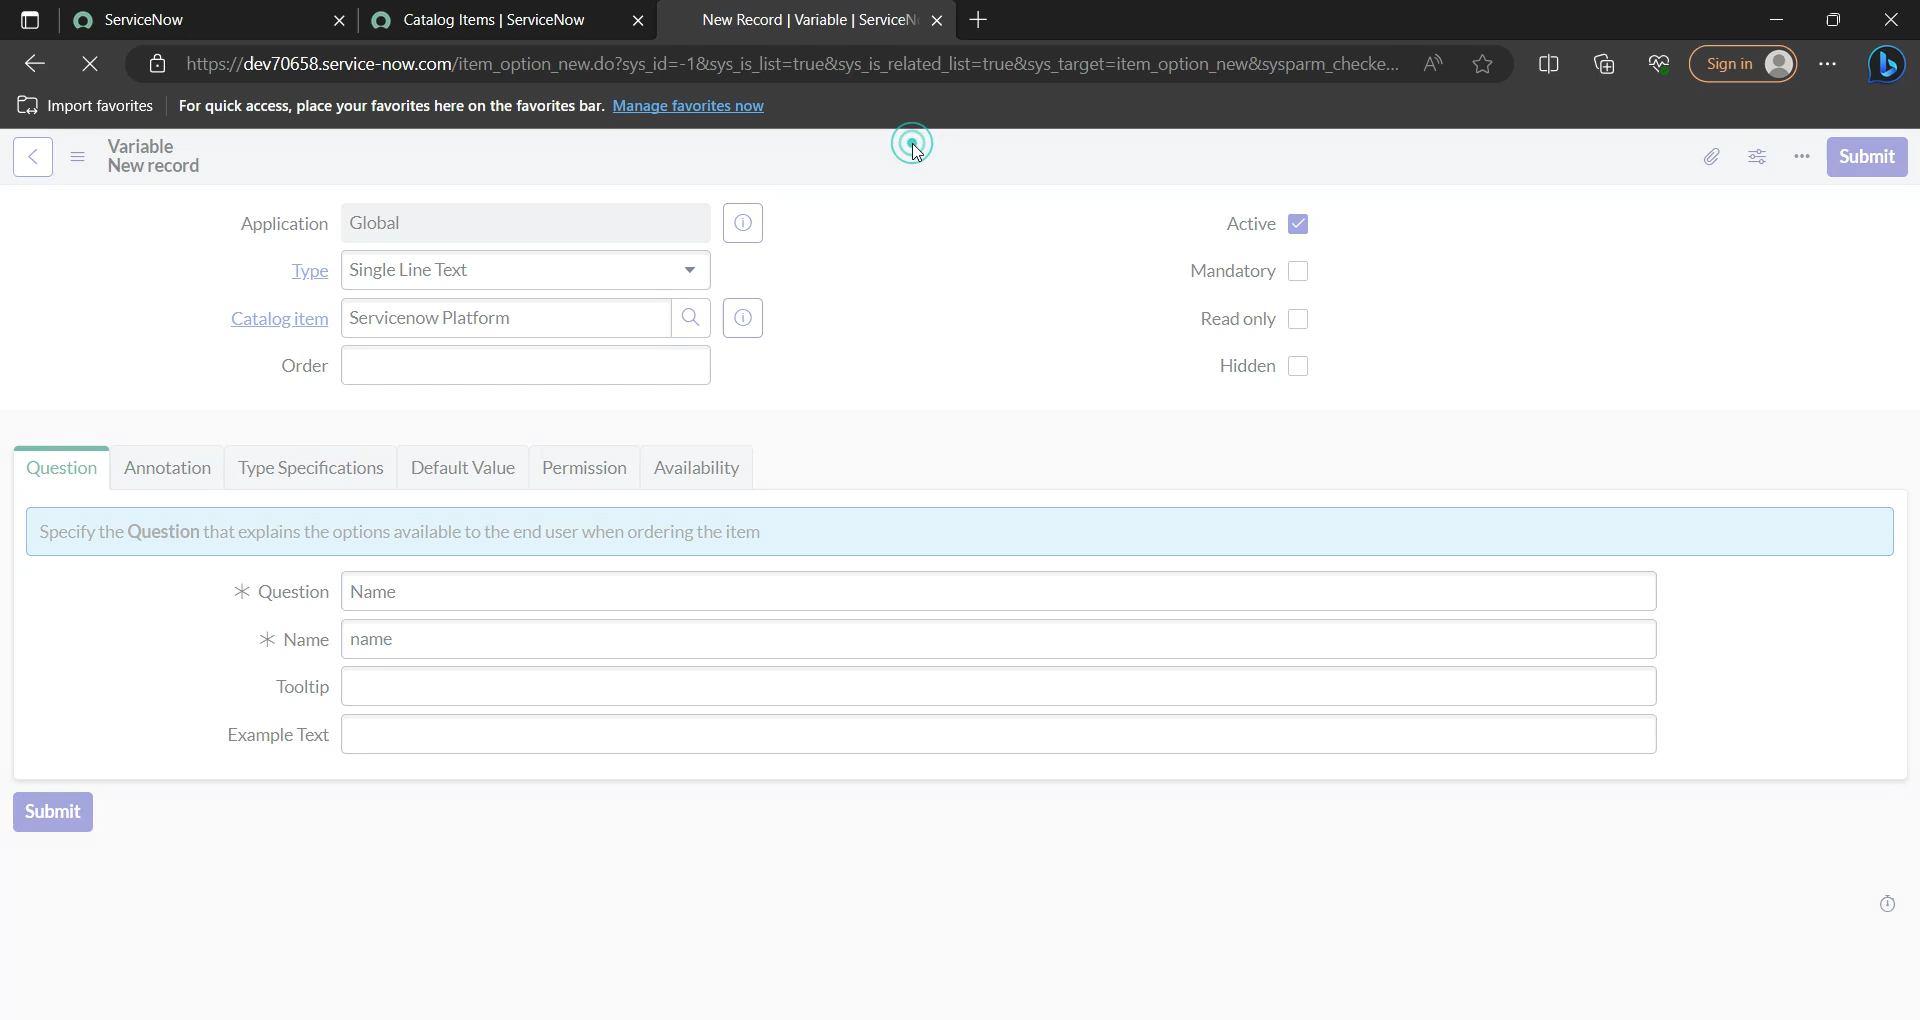 ServiceNow
Catalog Items | ServiceNow
New Record | Variable | ServiceN
https://dev70658.service-now.com/item_option_new.do?sys_id=-1&sys_is_list=true&sys_is_related_list=true&sys_target=item_option_new&sysparm_checke...
Sign in
Import favorites
For quick access, place your favorites here on the favorites bar. Manage favorites now
Variable
New record
Submit
Application Global
Active
Type Single Line Text
Mandatory
Catalog item Servicenow Platform
Read only
Order
Hidden
Question Annotation Type Specifications Default Value Permission Availability
Specify the Question that explains the options available to the end user when ordering the item
* Question Name
* Name name
Tooltip
Example Text
Submit